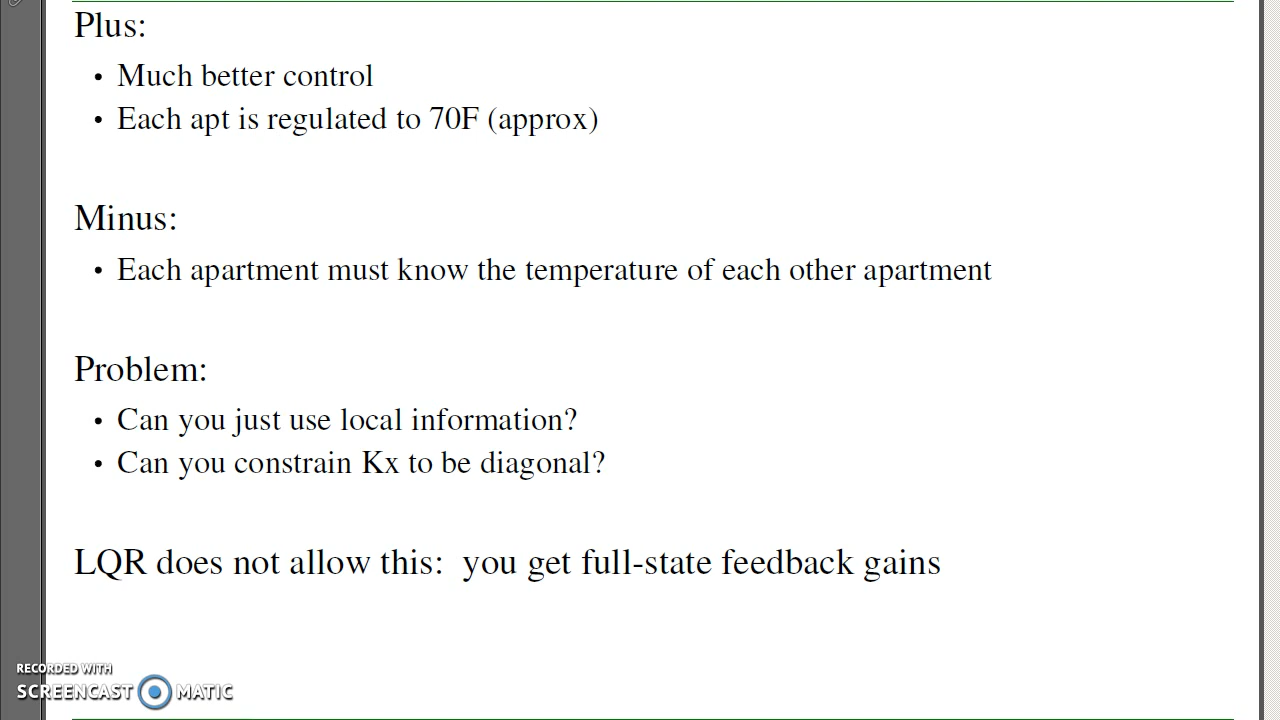 Plus:
• Much better control
• Each apt is regulated to 70F (approx)
Minus:
• Each apartment must know the temperature of each other apartment
Problem:
• Can you just use local information?
• Can you constrain Kx to be diagonal?
LQR does not allow this:  you get full-state feedback gains
RECORDED WITH
SCREENCAST MATIC